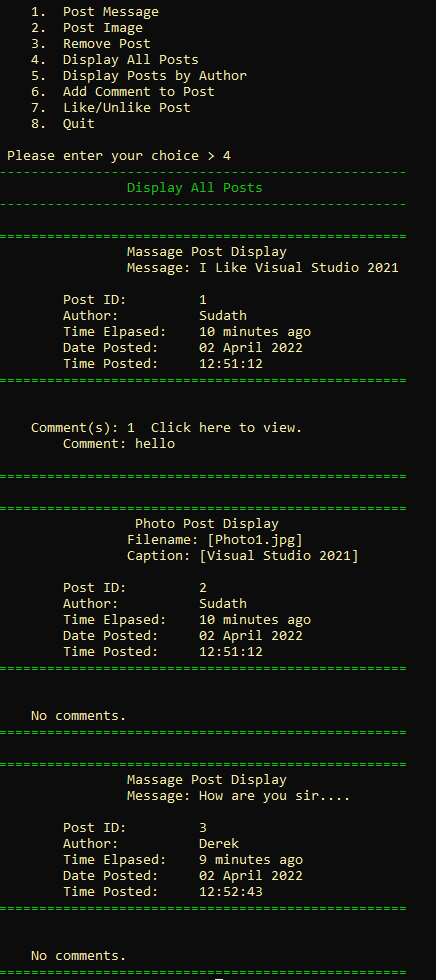 1. Post Message
2. Post Image
3. Remove Post
4. Display All Posts
5. Display Posts by Author
6. Add Comment to Post
7. Like/Unlike Post
8. Quit
Please enter your choice > 4
---------------------------------------------------
Display All Posts
---------------------------------------------------
===================================================
Massage Post Display
Message: I Like Visual Studio 2021
Post ID: 1
Author: Sudath
Time Elpased: 10 minutes ago
Date Posted: 02 April 2022
Time Posted: 12:51:12
===================================================
Comment(s): 1 Click here to view.
Comment: hello
===================================================
===================================================
Photo Post Display
Filename: [Photo1.jpg]
Caption: [Visual Studio 2021]
Post ID: 2
Author: Sudath
Time Elpased: 10 minutes ago
Date Posted: 02 April 2022
Time Posted: 12:51:12
===================================================
No comments.
===================================================
===================================================
Massage Post Display
Message: How are you sir....
Post ID: 3
Author: Derek
Time Elpased: 9 minutes ago
Date Posted: 02 April 2022
Time Posted: 12:52:43
===================================================
No comments.
===================================================